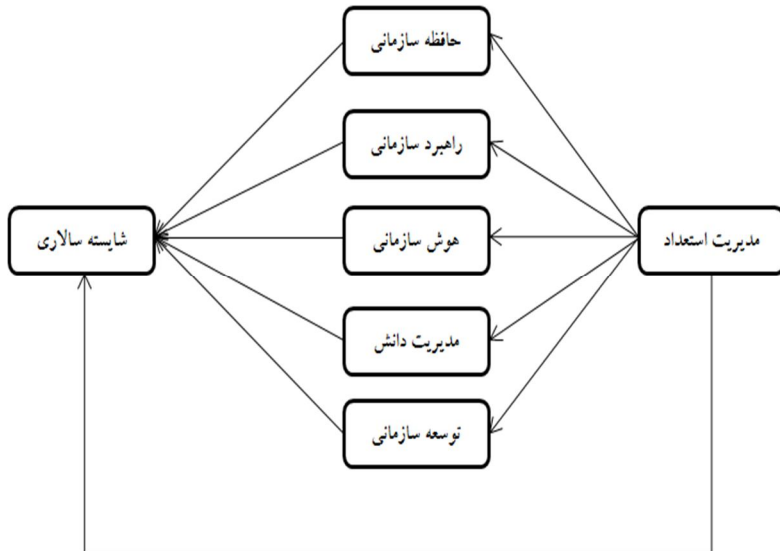 حافظه سازمانی
راهبرد سازمانی
شایسته سالاری
هوش سازمانی
مدیریت استعداد
مدیریت دانش
توسعه سازمانی